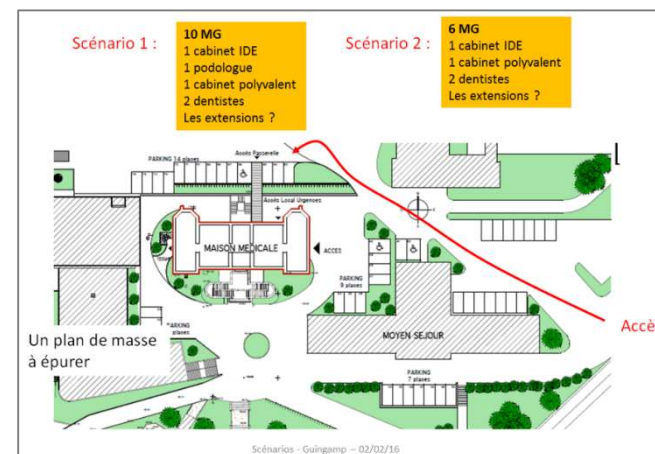 Scénario 1 :
10 MG
1 cabinet IDE
1 podologue
1 cabinet polyvalent
2 dentistes
Les extensions ?
Scénario 2 :
6 MG
1 cabinet IDE
1 cabinet polyvalent
2 dentistes
Les extensions ?
Accès Passerelle
PARKING 14 places
Accès Local Urgences
MAISON MEDICALE
ACCES
PARKING
9 places
Accè
Un plan de masse
à épurer
places
MOYEN SEJOUR
PARKING
7 places
Scénarios - Guingamp – 02/02/16